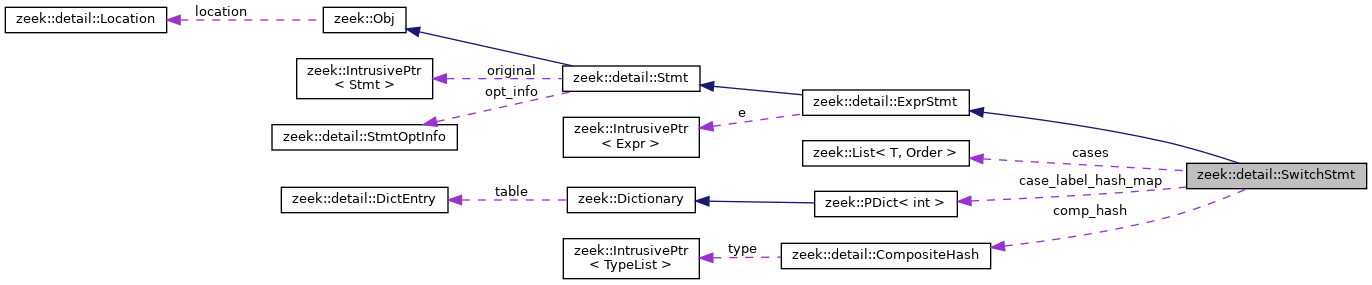 zeek::detail::Location
location
zeek::Obj
zeek::IntrusivePtr
< Stmt >
original
opt_info
zeek::detail::Stmt
zeek::detail::StmtOptInfo
zeek::detail::ExprStmt
e
zeek::IntrusivePtr
< Expr >
zeek::List< T, Order >
cases
zeek::detail::SwitchStmt
case_label_hash_map
comp_hash
zeek::detail::DictEntry
table
zeek::Dictionary
zeek::PDict< int >
zeek::IntrusivePtr
< TypeList >
type
zeek::detail::CompositeHash